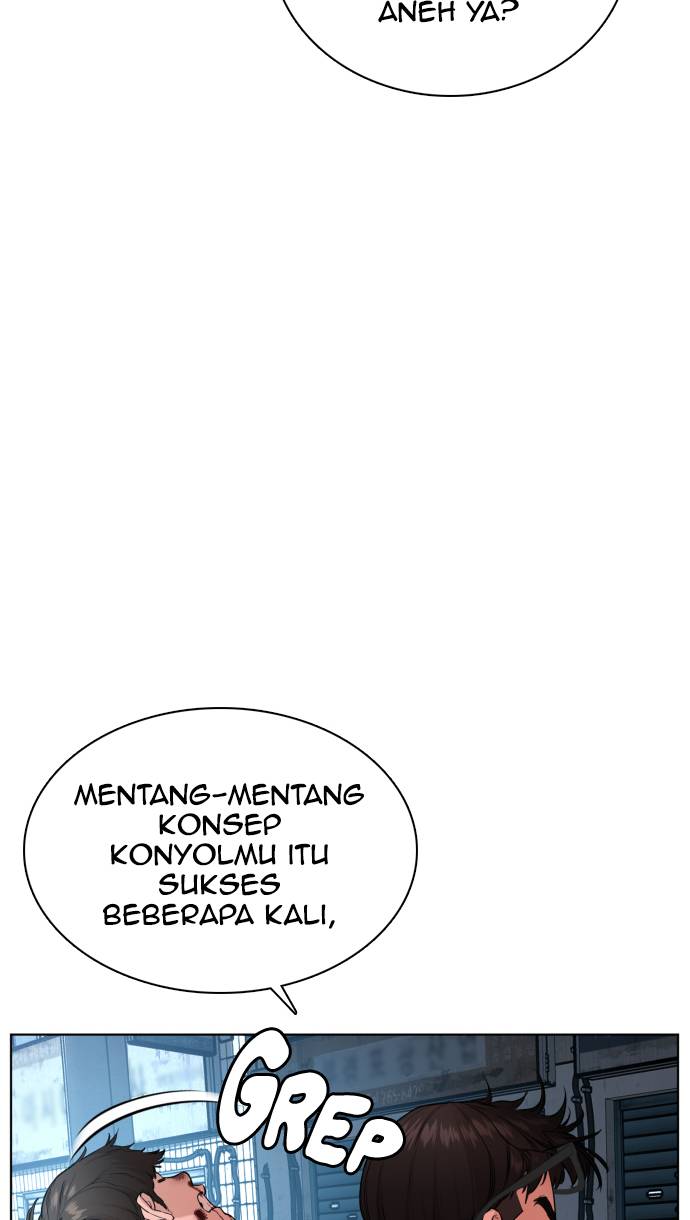 ANEH YA?
MENTANG-MENTANG
KONSEP
KONYOLMU ITU
SUKSES
BEBERAPA KALI,
GREP